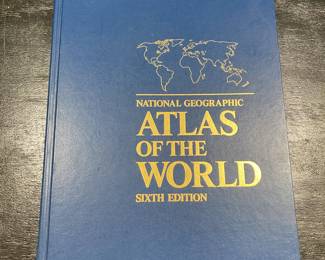 NATIONAL GEOGRAPHIC
ATLAS
OF THE
WORLD
SIXTH EDITION